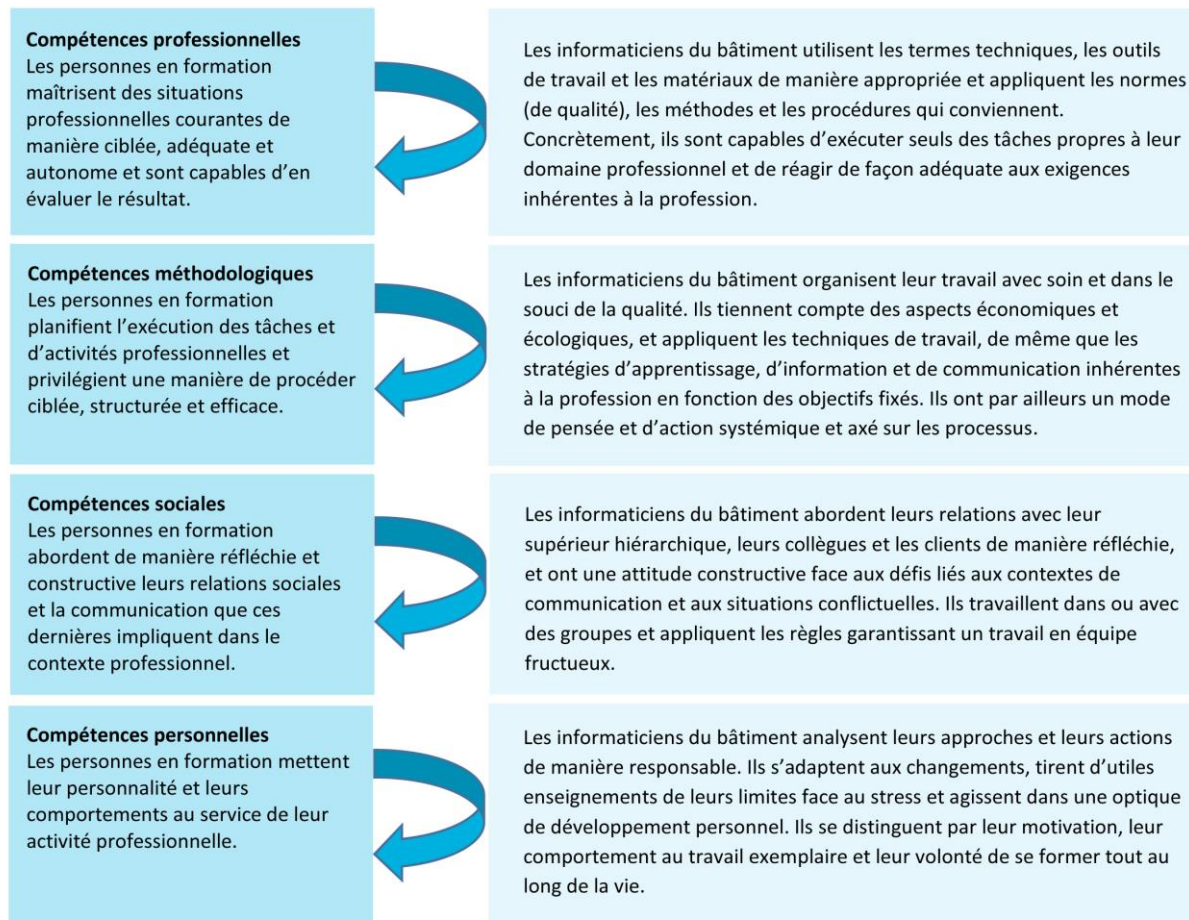 Compétences professionnelles
Les personnes en formation
maîtrisent des situations
professionnelles courantes de
manière ciblée, adéquate et
autonome et sont capables d’en
évaluer le résultat.
Les informaticiens du bâtiment utilisent les termes techniques, les outils
de travail et les matériaux de manière appropriée et appliquent les normes
(de qualité), les méthodes et les procédures qui conviennent.
Concrètement, ils sont capables d’exécuter seuls des tâches propres à leur
domaine professionnel et de réagir de façon adéquate aux exigences
inhérentes à la profession.
Compétences méthodologiques
Les personnes en formation
planifient l’exécution des tâches et
d’activités professionnelles et
privilégient une manière de procéder
ciblée, structurée et efficace.
Les informaticiens du bâtiment organisent leur travail avec soin et dans le
souci de la qualité. Ils tiennent compte des aspects économiques et
écologiques, et appliquent les techniques de travail, de même que les
stratégies d’apprentissage, d’information et de communication inhérentes
à la profession en fonction des objectifs fixés. Ils ont par ailleurs un mode
de pensée et d’action systémique et axé sur les processus.
Compétences sociales
Les personnes en formation
abordent de manière réfléchie et
constructive leurs relations sociales
et la communication que ces
dernières impliquent dans le
contexte professionnel.
Les informaticiens du bâtiment abordent leurs relations avec leur
supérieur hiérarchique, leurs collègues et les clients de manière réfléchie,
et ont une attitude constructive face aux défis liés aux contextes de
communication et aux situations conflictuelles. Ils travaillent dans ou avec
des groupes et appliquent les règles garantissant un travail en équipe
fructueux.
Compétences personnelles
Les personnes en formation mettent
leur personnalité et leurs
comportements au service de leur
activité professionnelle.
Les informaticiens du bâtiment analysent leurs approches et leurs actions
de manière responsable. Ils s’adaptent aux changements, tirent d’utiles
enseignements de leurs limites face au stress et agissent dans une optique
de développement personnel. Ils se distinguent par leur motivation, leur
comportement au travail exemplaire et leur volonté de se former tout au
long de la vie.